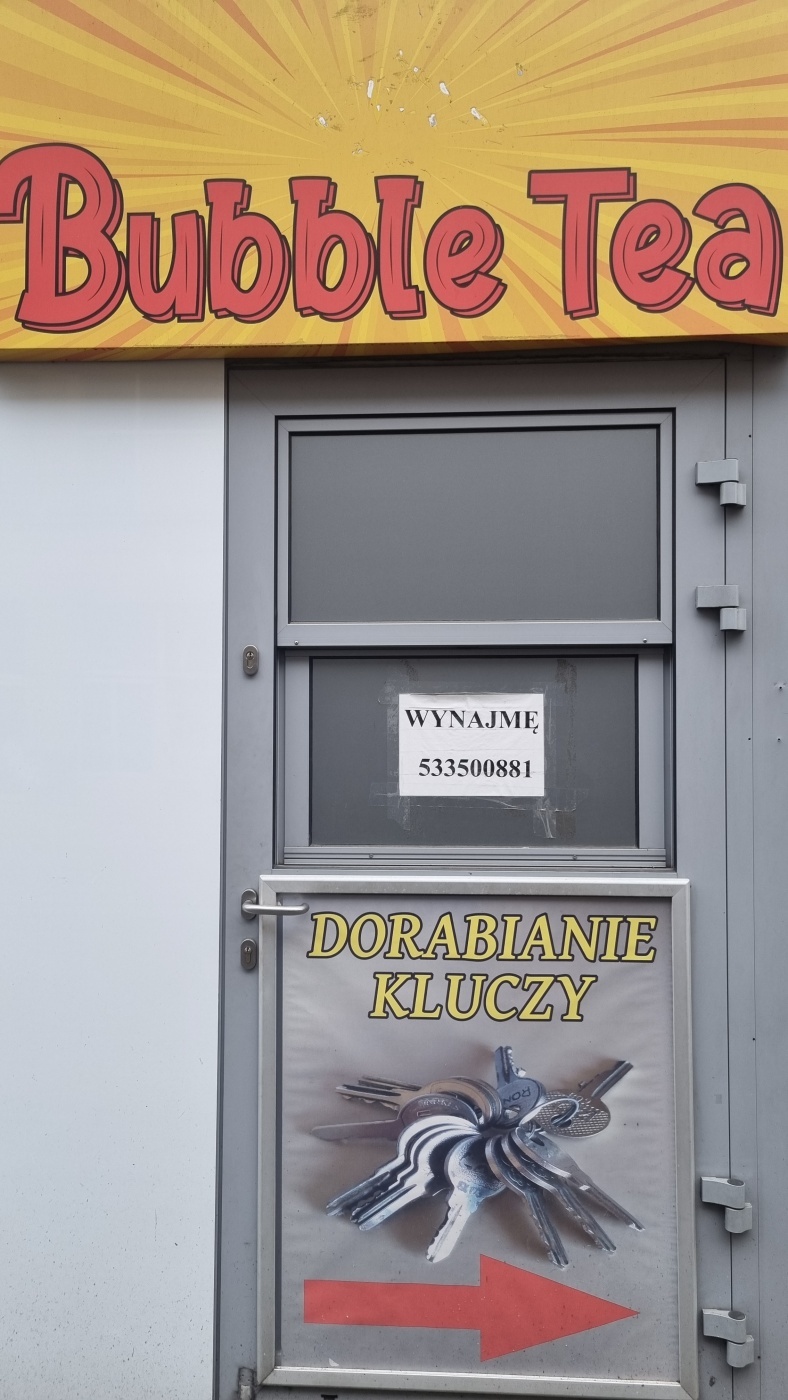 Bubble Tea
WYNAJMĘ
533500881
DORABIANIE
KLUCZY